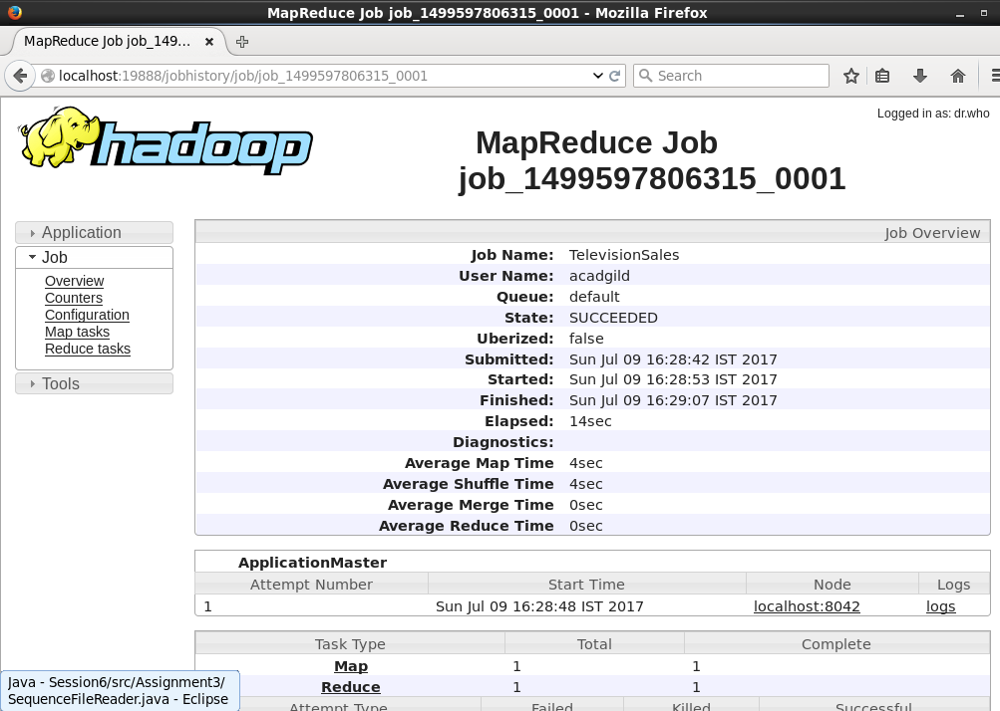 MapReduce Job job_1499597806315_0001 - Mozilla Firefox
MapReduce Job job_149...
localhost:19888/jobhistory/job/job_1499597806315_0001
Search
Logged in as: dr.who
hadoop
MapReduce Job
job_1499597806315_0001
Application
Job
Overview
Counters
Configuration
Map tasks
Reduce tasks
Tools
Job Overview
Job Name: TelevisionSales
User Name: acadgild
Queue: default
State: SUCCEEDED
Uberized: false
Submitted: Sun Jul 09 16:28:42 IST 2017
Started: Sun Jul 09 16:28:53 IST 2017
Finished: Sun Jul 09 16:29:07 IST 2017
Elapsed: 14sec
Diagnostics:
Average Map Time 4sec
Average Shuffle Time 4sec
Average Merge Time 0sec
Average Reduce Time 0sec
ApplicationMaster
Attempt Number Start Time Node Logs
1 Sun Jul 09 16:28:48 IST 2017 localhost:8042 logs
Task Type Total Complete
Map 1 1
Reduce 1 1
Attempt Type Failed Killed Successful
Java - Session6/src/Assignment3/
SequenceFileReader.java - Eclipse